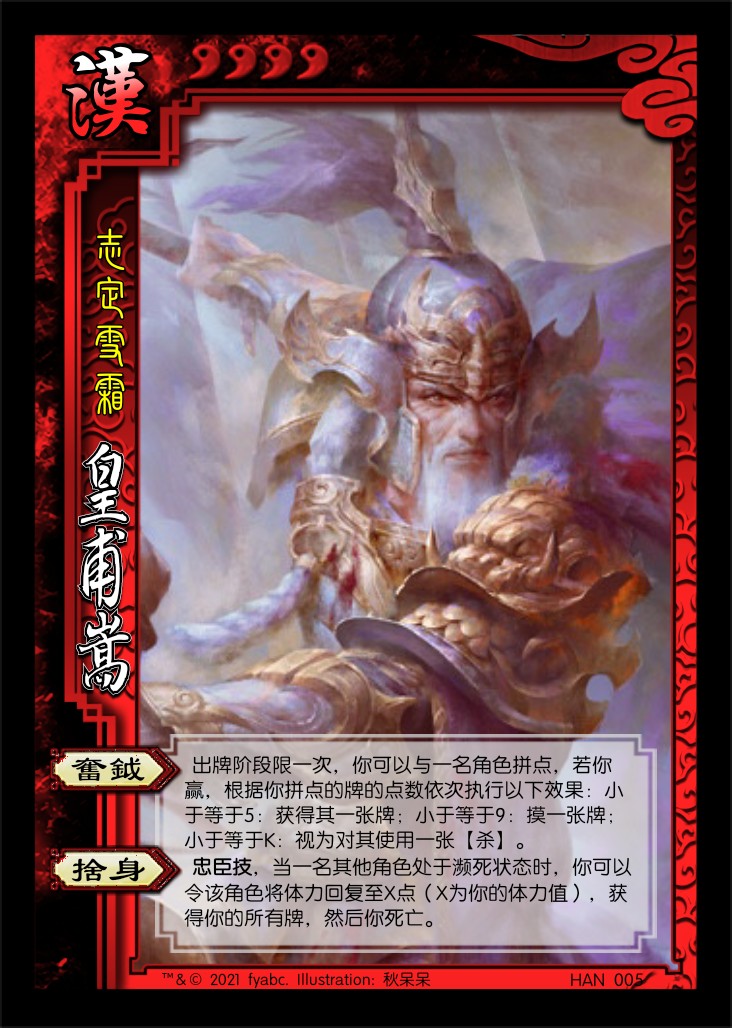 漢
志定雪霜
皇甫嵩
奮鉞
出牌阶段限一次，你可以与一名角色拼点，若你
赢，根据你拼点的牌的点数依次执行以下效果：小
于等于5：获得其一张牌；小于等于9：摸一张牌；
小于等于K：视为对其使用一张【杀】。
捨身
忠臣技，当一名其他角色处于濒死状态时，你可以
令该角色将体力回复至X点（X为你的体力值），获
得你的所有牌，然后你死亡。
™&© 2021 fyabc. Illustration: 秋呆呆
HAN 005